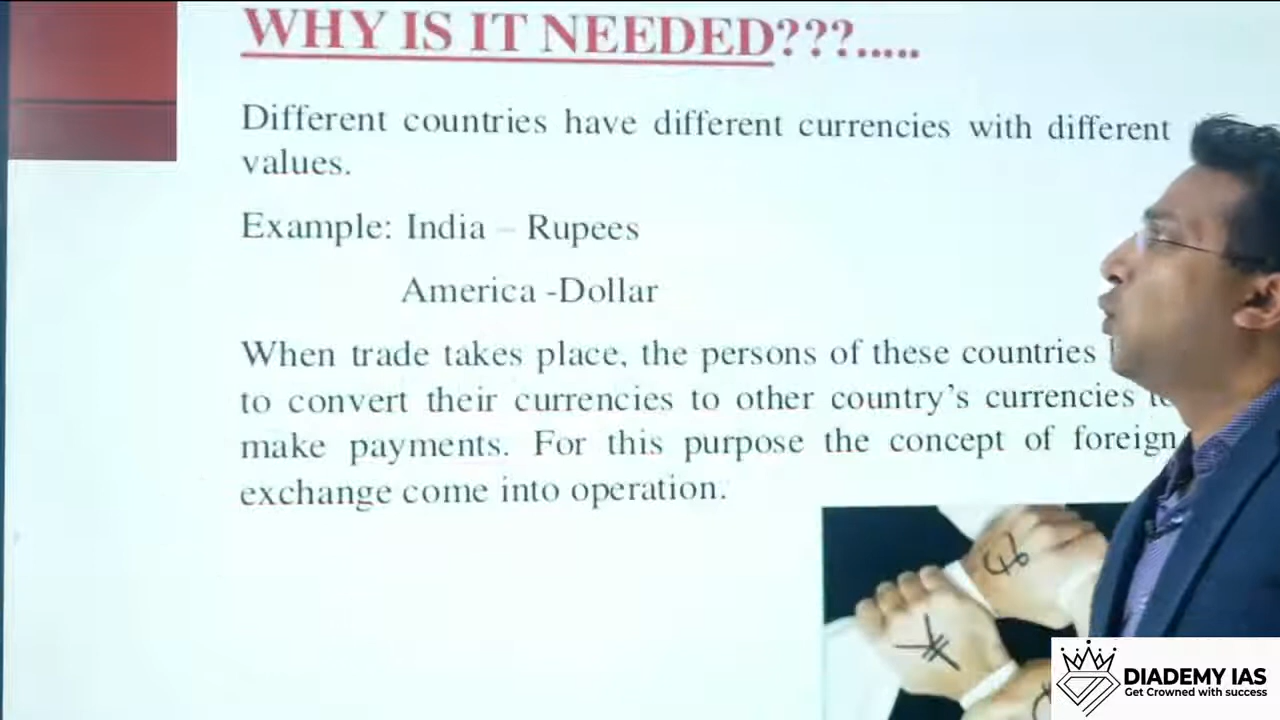 WHY IS IT NEEDED???.....
Different countries have different currencies with different
values.
Example: India – Rupees
America -Dollar
When trade takes place, the persons of these countries
to convert their currencies to other country's currencies
make payments. For this purpose the concept of foreign
exchange come into operation.
¥
DIADEMY IAS
Get Crowned with success